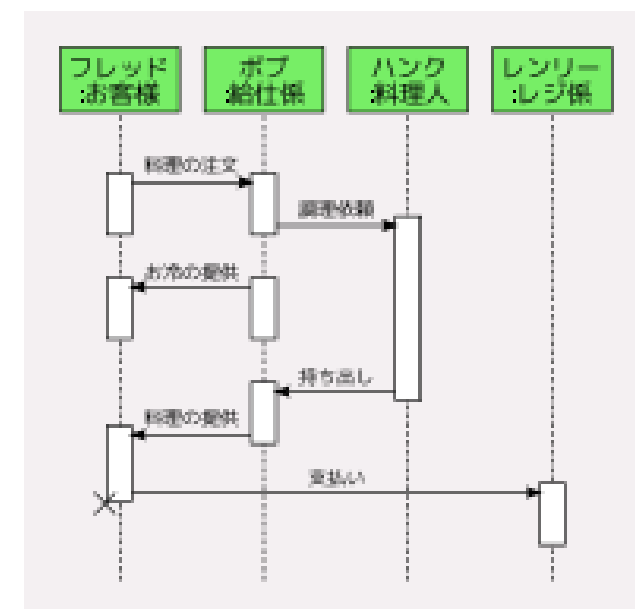 フレッド
:お客様
ボブ
:給仕係
ハンク
:料理人
レンリー
:レジ係
料理の注文
調理依頼
お冷の提供
持ち出し
料理の提供
支払い